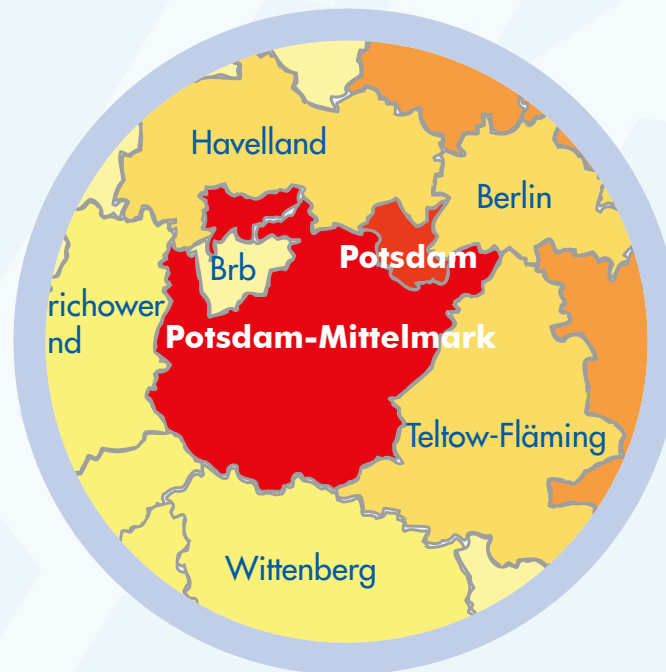 Havelland
Berlin
Brb
Potsdam
richower
nd
Potsdam-Mittelmark
Teltow-Fläming
Wittenberg